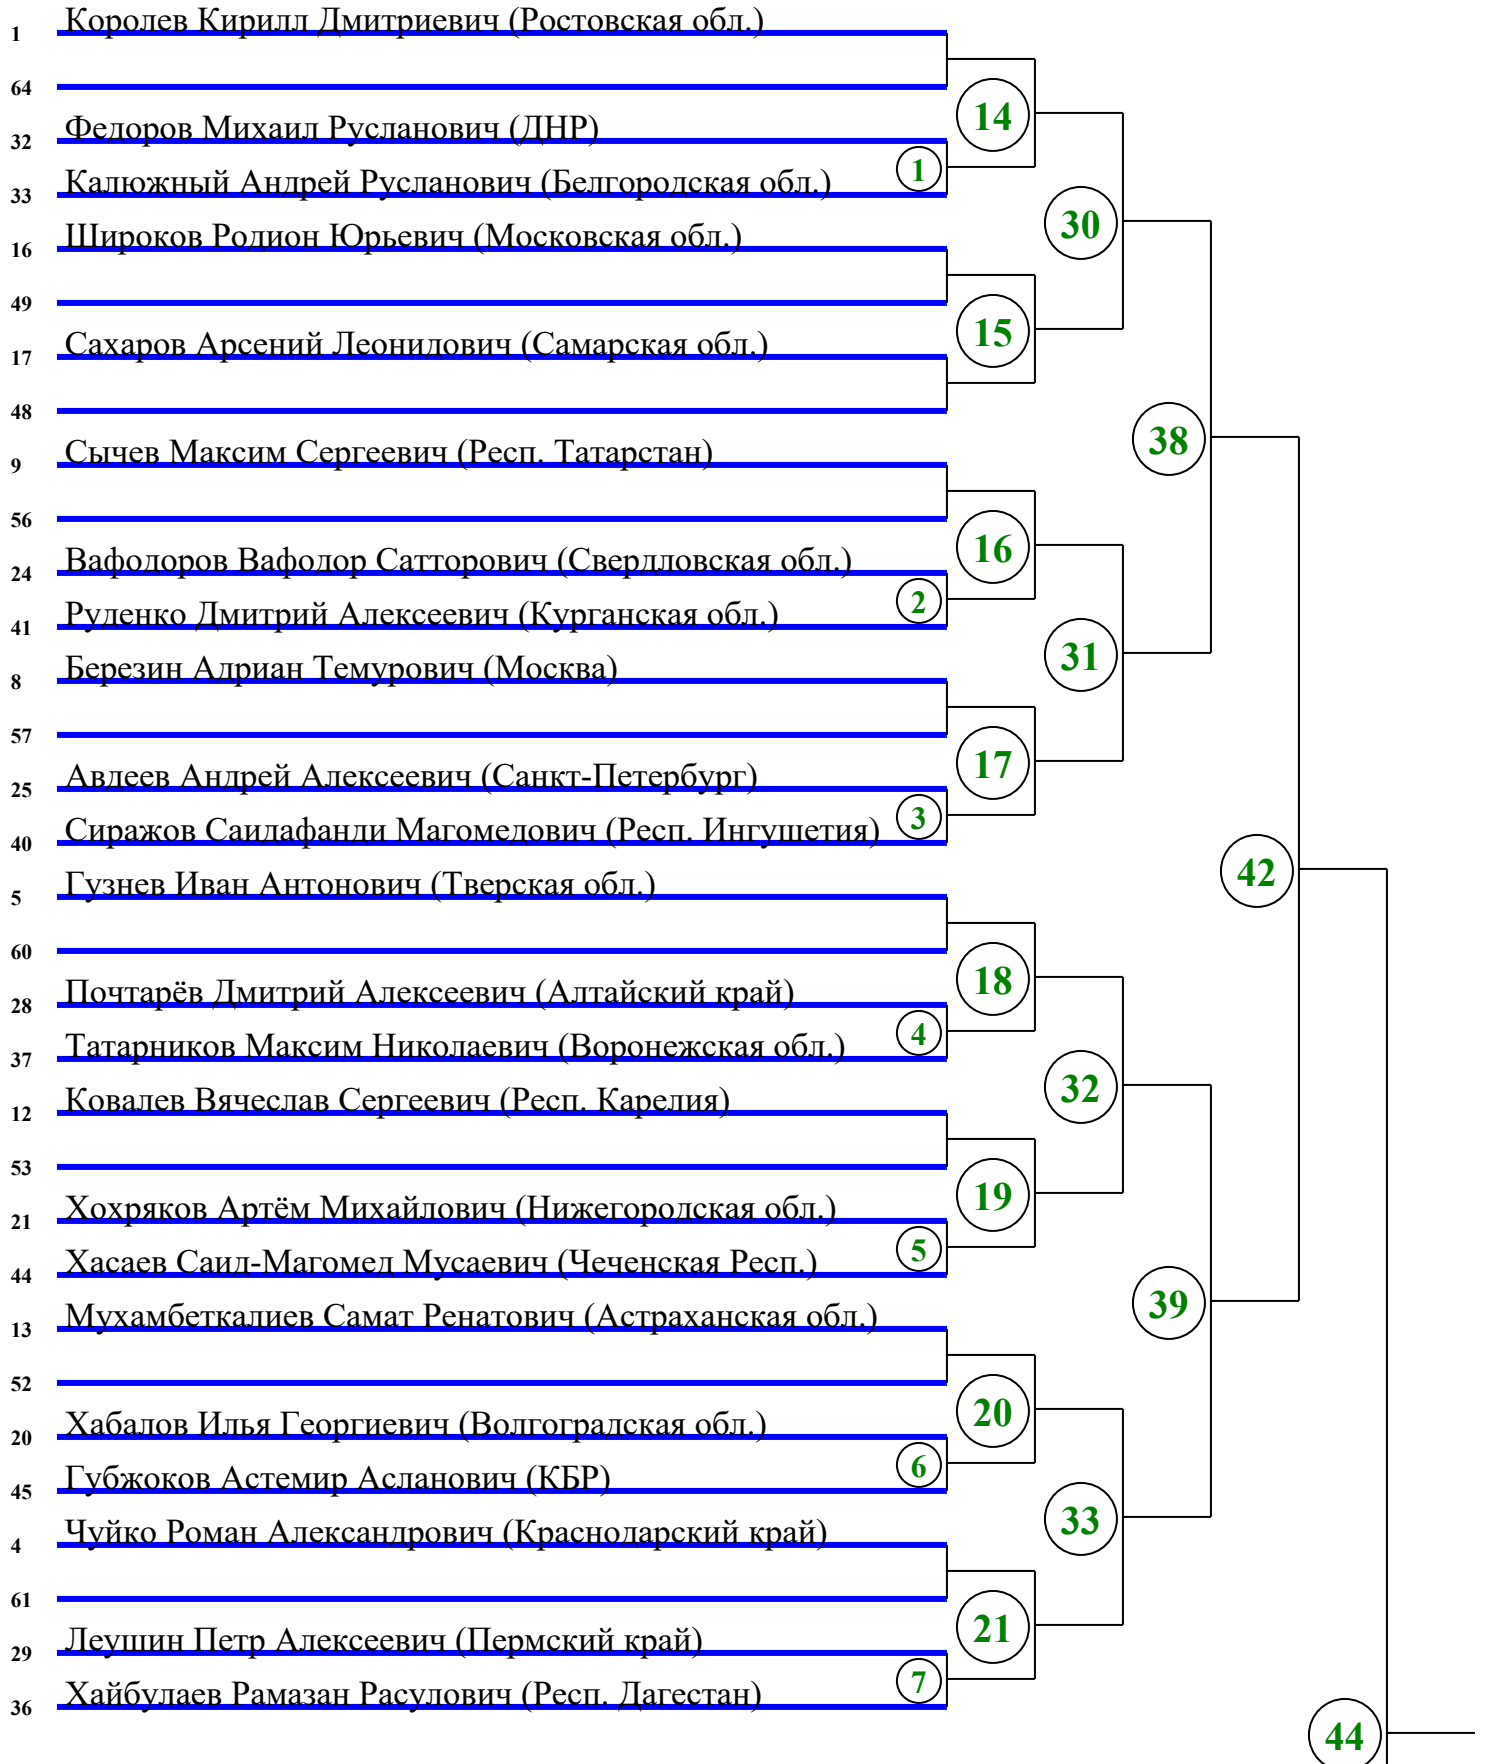 1 Королев Кирилл Дмитриевич (Ростовская обл.)
64
14
32 Федоров Михаил Русланович (ДНР)
1
33 Калюжный Андрей Русланович (Белгородская обл.)
30
16 Широков Родион Юрьевич (Московская обл.)
49
15
17 Сахаров Арсений Леонидович (Самарская обл.)
48
38
9 Сычев Максим Сергеевич (Респ. Татарстан)
56
16
24 Вафодоров Вафодор Сатторович (Свердловская обл.)
2
41 Руденко Дмитрий Алексеевич (Курганская обл.)
31
8 Березин Адриан Темурович (Москва)
57
17
25 Авдеев Андрей Алексеевич (Санкт-Петербург)
3
40 Сиражов Саидафанди Магомедович (Респ. Ингушетия)
42
5 Гузнев Иван Антонович (Тверская обл.)
60
18
28 Почтарёв Дмитрий Алексеевич (Алтайский край)
4
37 Татарников Максим Николаевич (Воронежская обл.)
32
12 Ковалев Вячеслав Сергеевич (Респ. Карелия)
53
19
21 Хохряков Артём Михайлович (Нижегородская обл.)
5
44 Хасаев Саид-Магомед Мусаевич (Чеченская Респ.)
39
13 Мухамбеткалиев Самат Ренатович (Астраханская обл.)
52
20
20 Хабалов Илья Георгиевич (Волгоградская обл.)
6
45 Губжоков Астемир Асланович (КБР)
33
4 Чуйко Роман Александрович (Краснодарский край)
61
21
29 Леушин Петр Алексеевич (Пермский край)
7
36 Хайбулаев Рамазан Расулович (Респ. Дагестан)
44